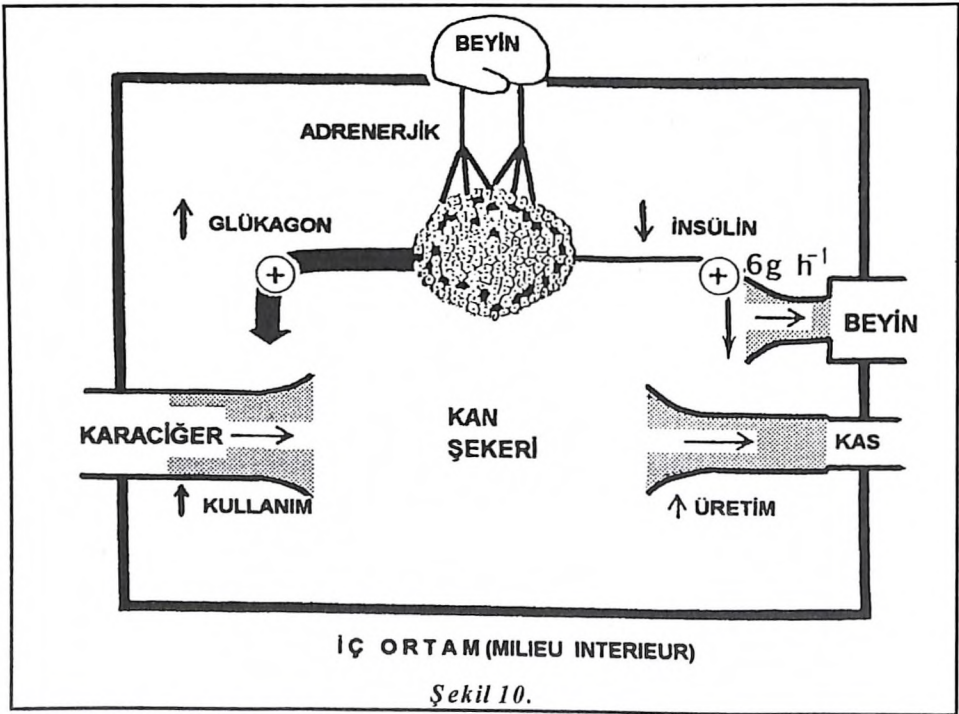 BEYİN
ADRENERJİK
GLÜKAGON
İNSÜLİN
+
+
.6g h⁻¹
BEYİN
KARACİĞER
KAN
ŞEKERİ
KAS
KULLANIM
ÜRETİM
İÇ ORTAM (MILIEU INTERIEUR)
Şekil 10.